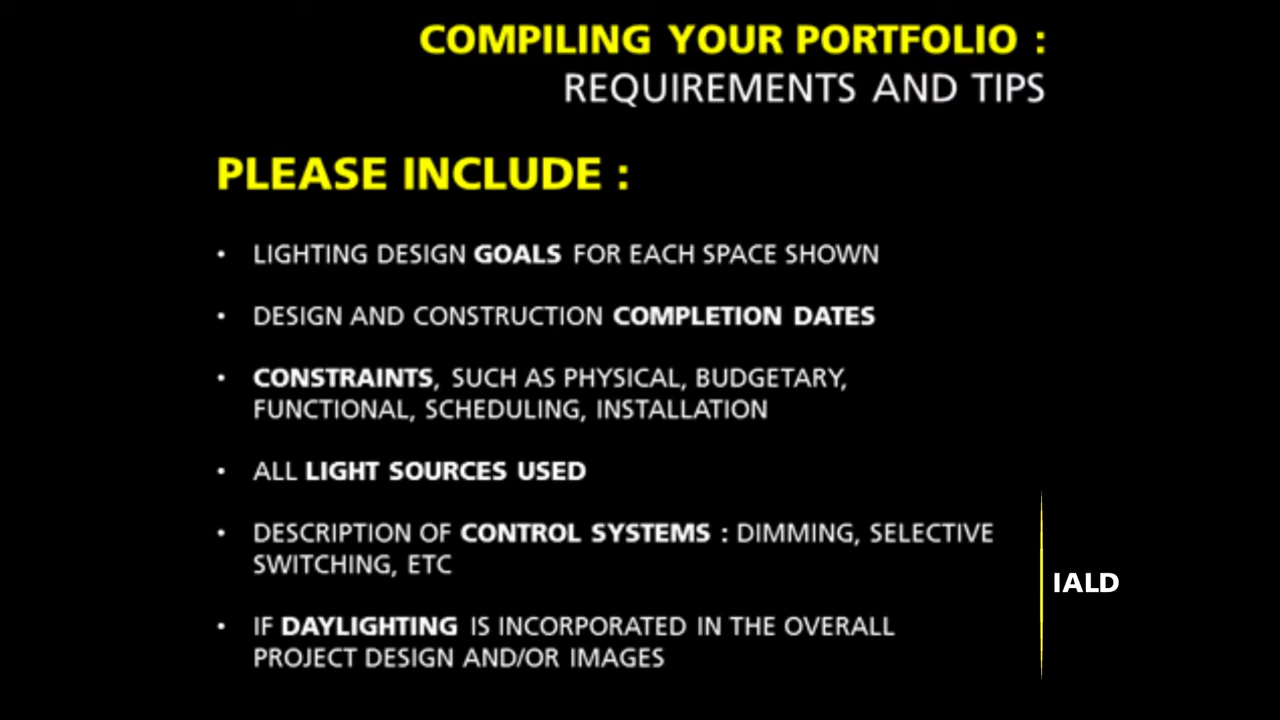 COMPILING YOUR PORTFOLIO :
REQUIREMENTS AND TIPS
PLEASE INCLUDE :
• LIGHTING DESIGN GOALS FOR EACH SPACE SHOWN
• DESIGN AND CONSTRUCTION COMPLETION DATES
• CONSTRAINTS, SUCH AS PHYSICAL, BUDGETARY,
FUNCTIONAL, SCHEDULING, INSTALLATION
• ALL LIGHT SOURCES USED
• DESCRIPTION OF CONTROL SYSTEMS : DIMMING, SELECTIVE
SWITCHING, ETC
• IF DAYLIGHTING IS INCORPORATED IN THE OVERALL
PROJECT DESIGN AND/OR IMAGES
IALD